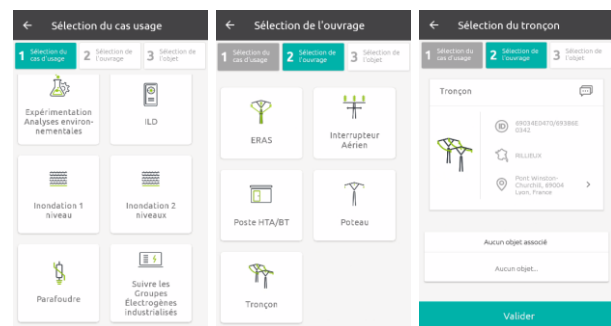 ← Sélection du cas usage
1 Sélection du
cas d'usage
2 Sélection de
l'ouvrage
3 Sélection de
l'objet
Expérimentation
Analyses environ-
nementales
ILD
Inondation 1
niveau
Inondation 2
niveaux
Parafoudre
Suivre les
Groupes
Électrogènes
industrialisés
← Sélection de l'ouvrage
1 Sélection du
cas d'usage
2 Sélection de
l'ouvrage
3 Sélection de
l'objet
ERAS
Interrupteur
Aérien
Poste HTA/BT
Poteau
Tronçon
← Sélection du tronçon
1 Sélection du
cas d'usage
2 Sélection de
l'ouvrage
3 Sélection de
l'objet
Tronçon
ID
RILLIEUX
Pont Winston-
Churchill, 69004
Lyon, France
Aucun objet associé
Aucun objet...
Valider